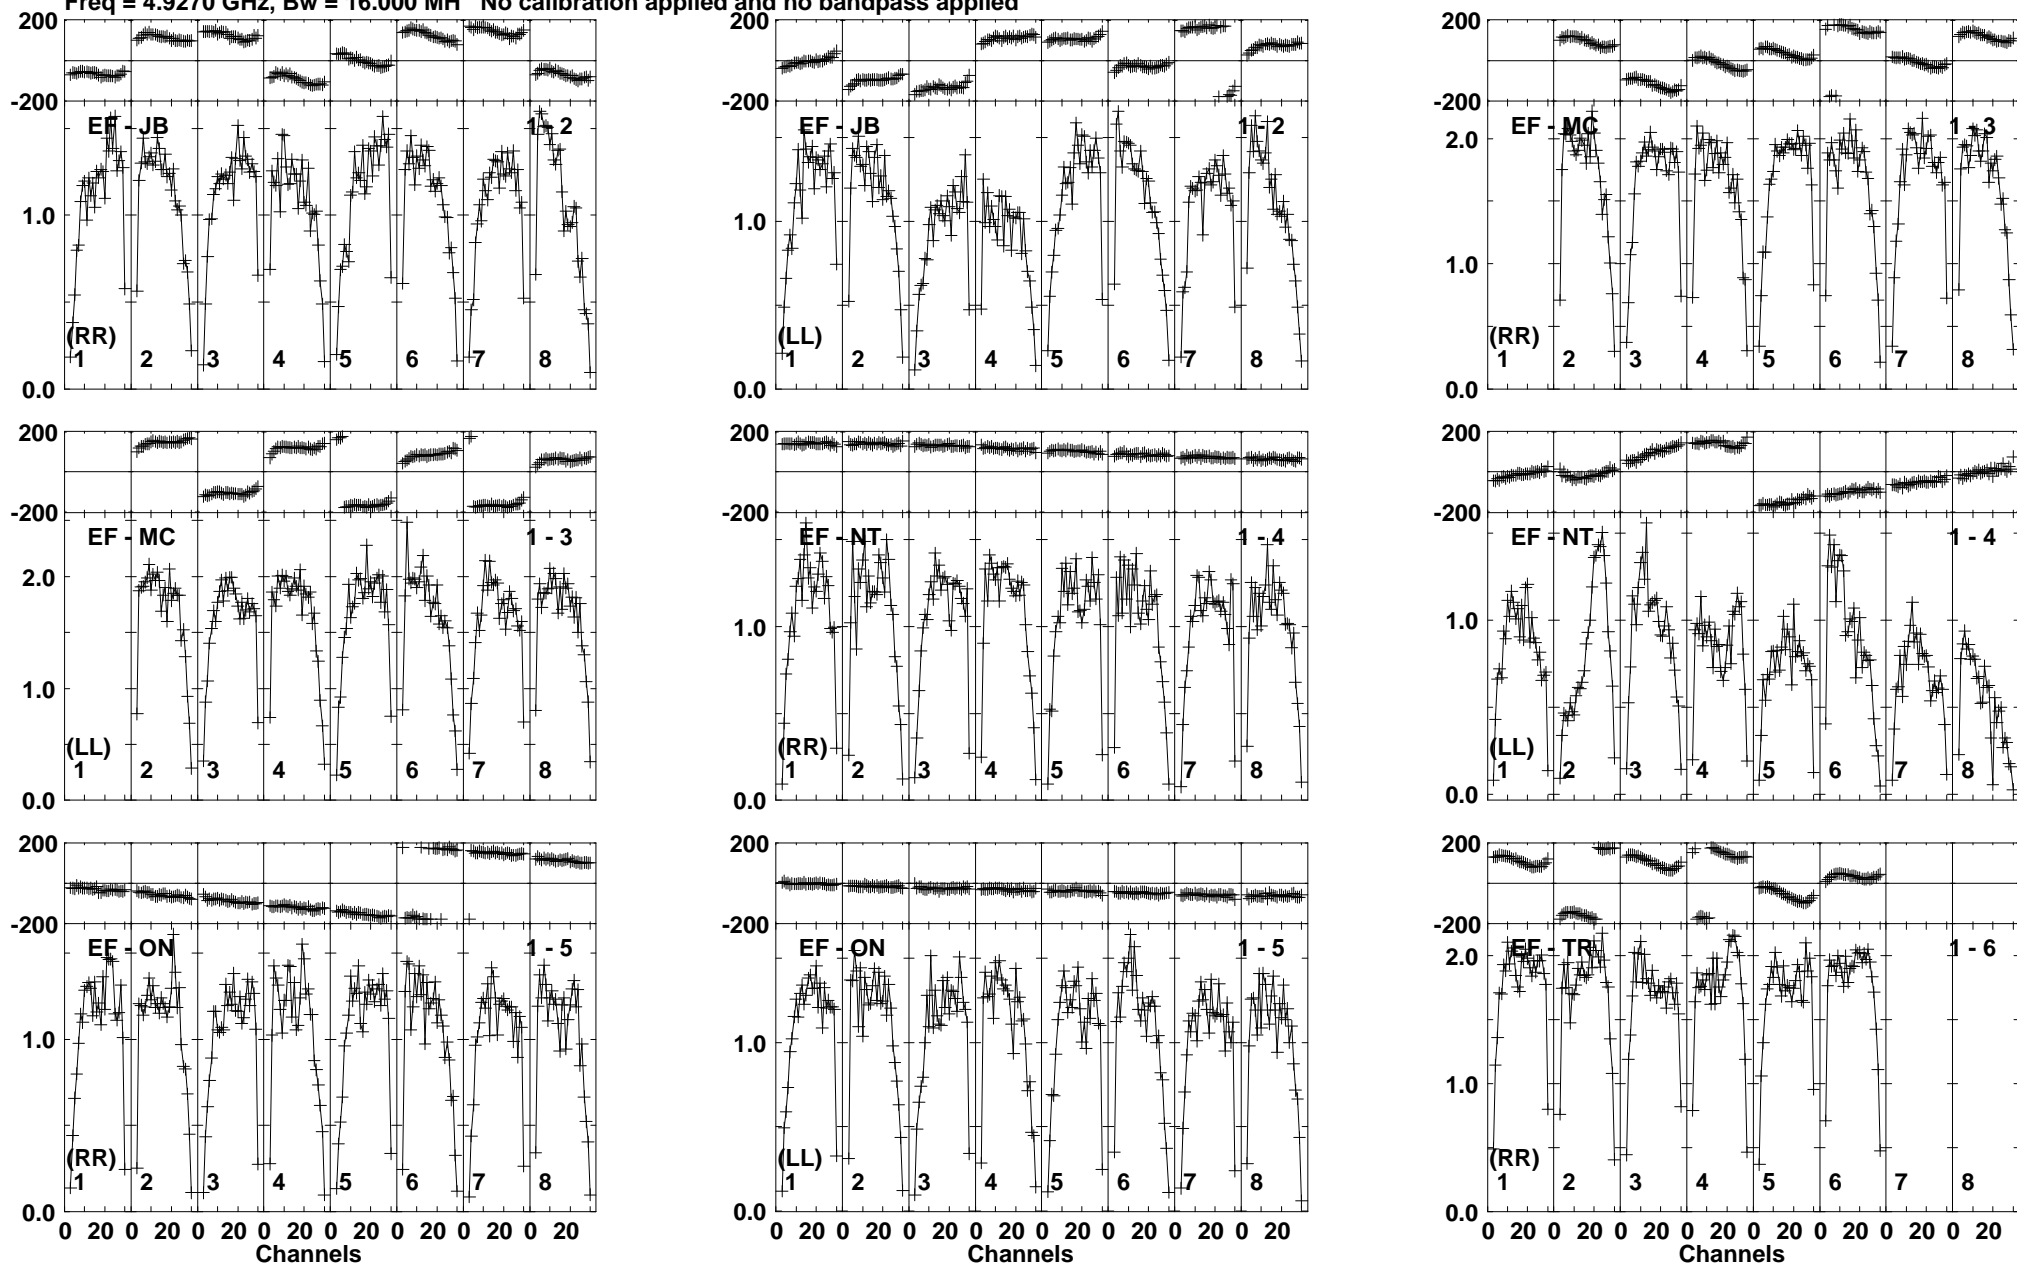 Freq = 4.9270 GHz, Bw = 16.000 MH No calibration applied and no bandpass applied
200 200 200
-200 -200 -200
EF - JB 1 - 2 EF - JB 1 - 2 EF - MC 1 - 3
2.0
1.0 1.0 1.0
(RR) (LL) (RR)
1 2 3 4 5 6 7 8 1 2 3 4 5 6 7 8 1 2 3 4 5 6 7 8
0.0 0.0 0.0
200 200 200
-200 -200 -200
EF - MC 1 - 3 EF - NT 1 - 4 EF - NT 1 - 4
2.0
1.0 1.0 1.0
(LL) (RR) (LL)
1 2 3 4 5 6 7 8 1 2 3 4 5 6 7 8 1 2 3 4 5 6 7 8
0.0 0.0 0.0
200 200 200
-200 -200 -200
EF - ON 1 - 5 EF - ON 1 - 5 EF - TR 1 - 6
2.0
1.0 1.0 1.0
(RR) (LL) (RR)
1 2 3 4 5 6 7 8 1 2 3 4 5 6 7 8 1 2 3 4 5 6 7 8
0.0 0.0 0.0
0 20 0 20 0 20 0 20 0 20 0 20 0 20 0 20 0 20 0 20 0 20 0 20 0 20 0 20 0 20 0 20 0 20 0 20 0 20 0 20 0 20 0 20 0 20 0 20
Channels Channels Channels